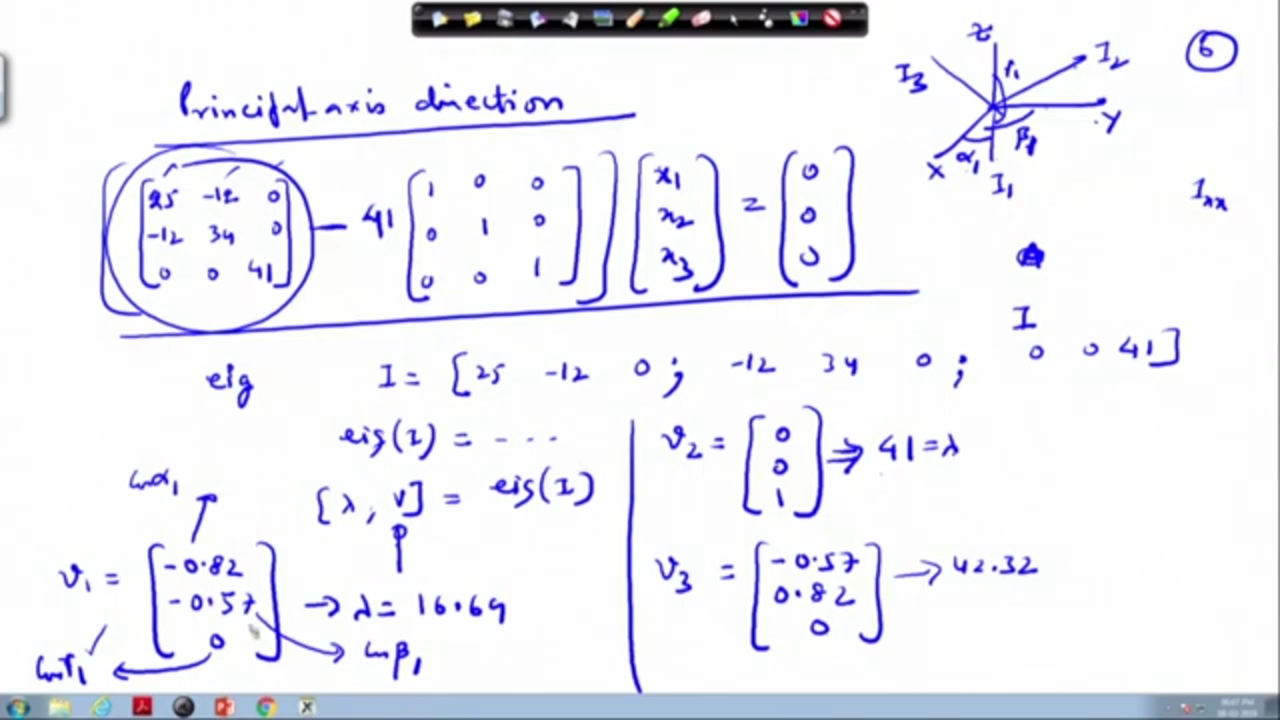 Principal axis direction
6
Z
I3
γ1
I2
Y
X
α1
β1
I1
Ixx
([25 -12 0; -12 34 0; 0 0 41] - 41 [1 0 0; 0 1 0; 0 0 1]) [x1; x2; x3] = [0; 0; 0]
I
eig I = [25 -12 0 ; -12 34 0 ; 0 0 41]
eig(I) = - ...
[λ, V] = eig(I)
cosα1
v1 = [-0.82; -0.57; 0] → λ = 16.69
cosγ1
cosβ1
v2 = [0; 0; 1] ⇒ 41 = λ
v3 = [-0.57; 0.82; 0] → 42.32